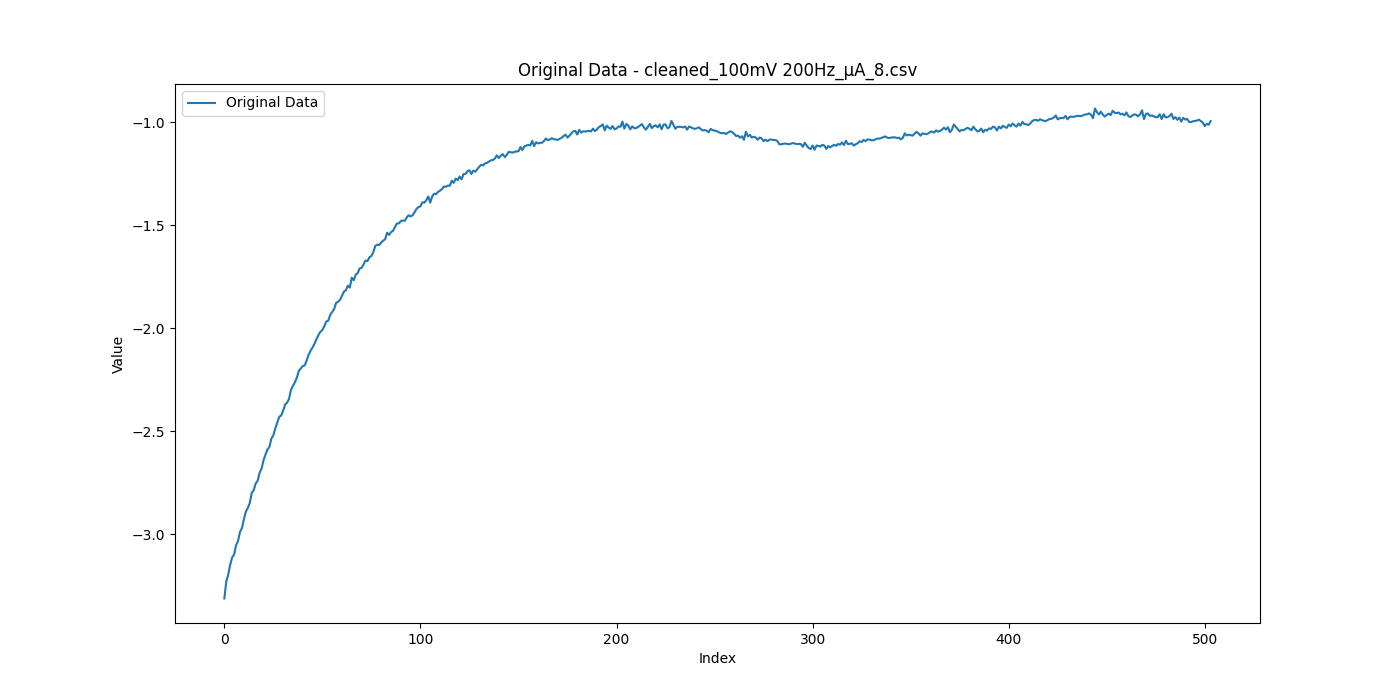 Original Data - cleaned_100mV 200Hz_µA_8.csv
Original Data
−1.0
−1.5
−2.0
−2.5
−3.0
Value
0 100 200 300 400 500
Index